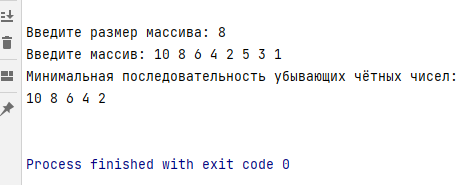 Введите размер массива: 8
Введите массив: 10 8 6 4 2 5 3 1
Минимальная последовательность убывающих чётных чисел:
10 8 6 4 2
Process finished with exit code 0